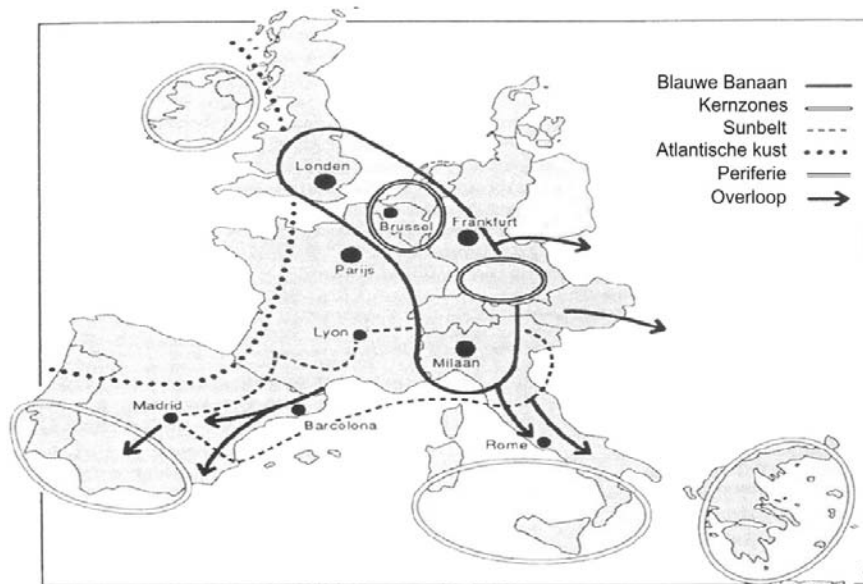 Blauwe Banaan
Kernzones
Sunbelt
Atlantische kust
Periferie
Overloop
Londen
Brussel
Frankfurt
Parijs
Lyon
Milaan
Madrid
Barcelona
Rome